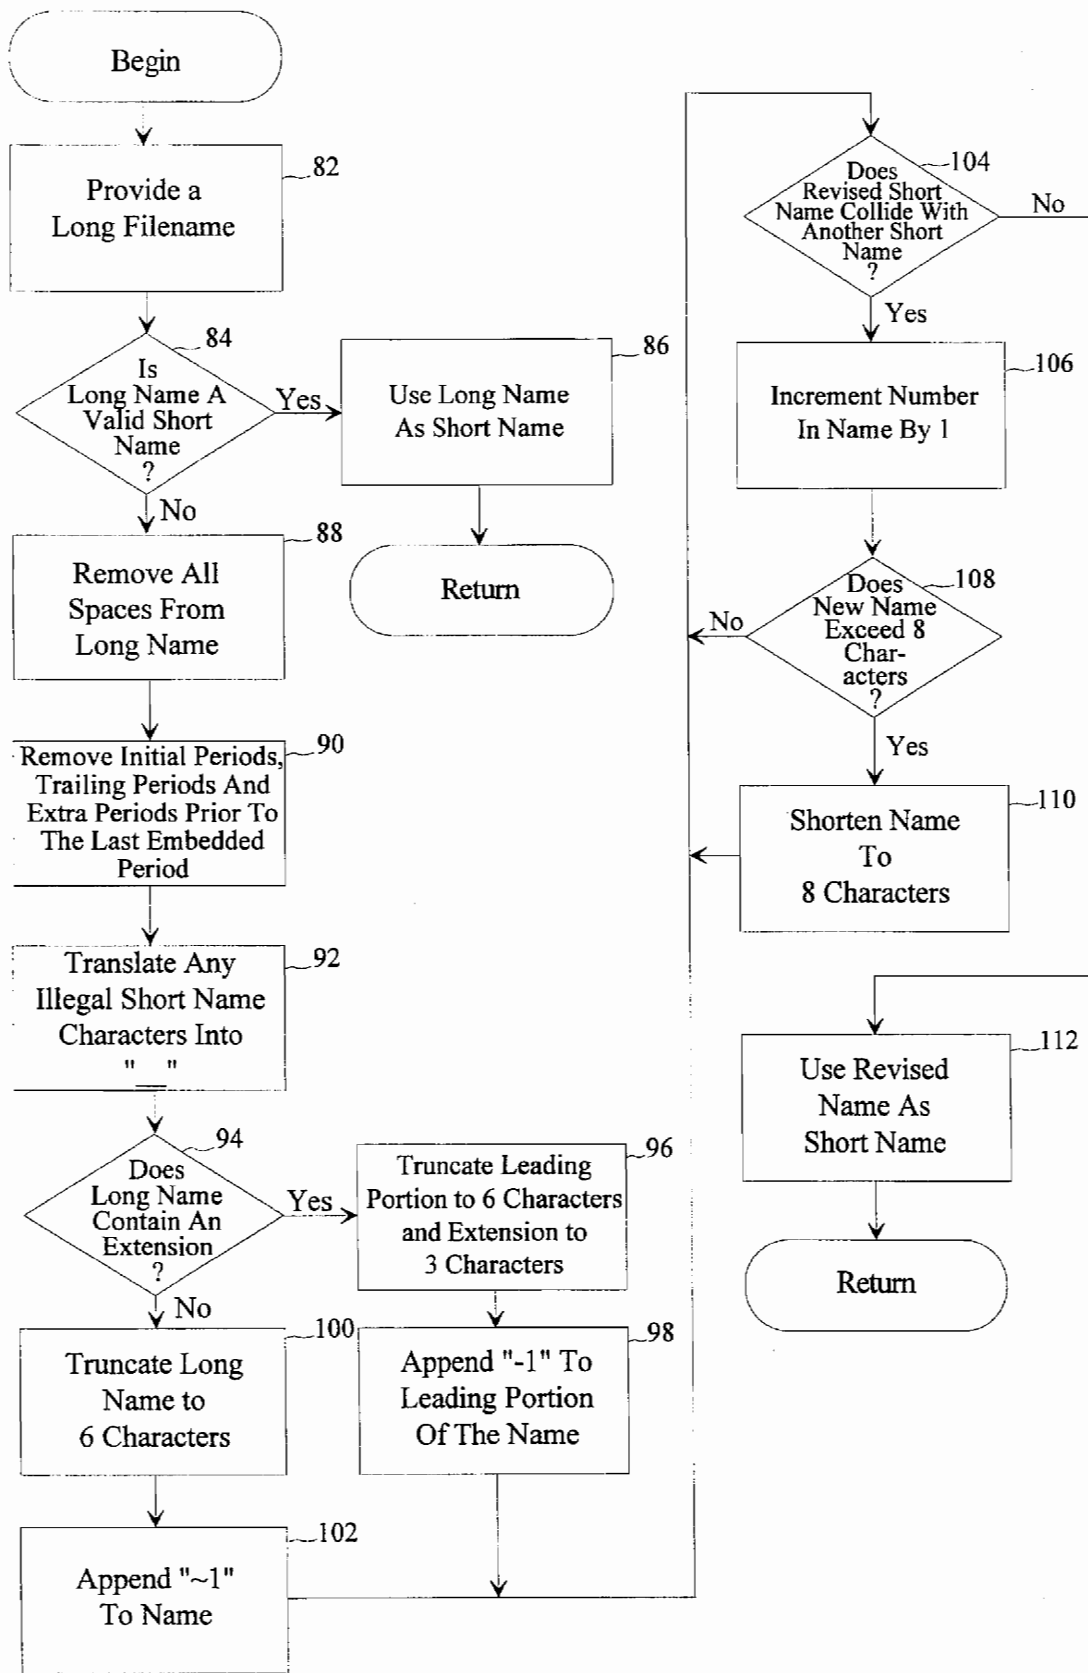 Begin
82
Provide a
Long Filename
84
Is
Long Name A
Valid Short
Name
?
Yes
No
86
Use Long Name
As Short Name
Return
88
Remove All
Spaces From
Long Name
90
Remove Initial Periods,
Trailing Periods And
Extra Periods Prior To
The Last Embedded
Period
92
Translate Any
Illegal Short Name
Characters Into
"__"
94
Does
Long Name
Contain An
Extension
?
Yes
No
96
Truncate Leading
Portion to 6 Characters
and Extension to
3 Characters
98
Append "-1" To
Leading Portion
Of The Name
100
Truncate Long
Name to
6 Characters
102
Append "~1"
To Name
104
Does
Revised Short
Name Collide With
Another Short
Name
?
No
Yes
106
Increment Number
In Name By 1
108
Does
New Name
Exceed 8
Char-
acters
?
No
Yes
110
Shorten Name
To
8 Characters
112
Use Revised
Name As
Short Name
Return